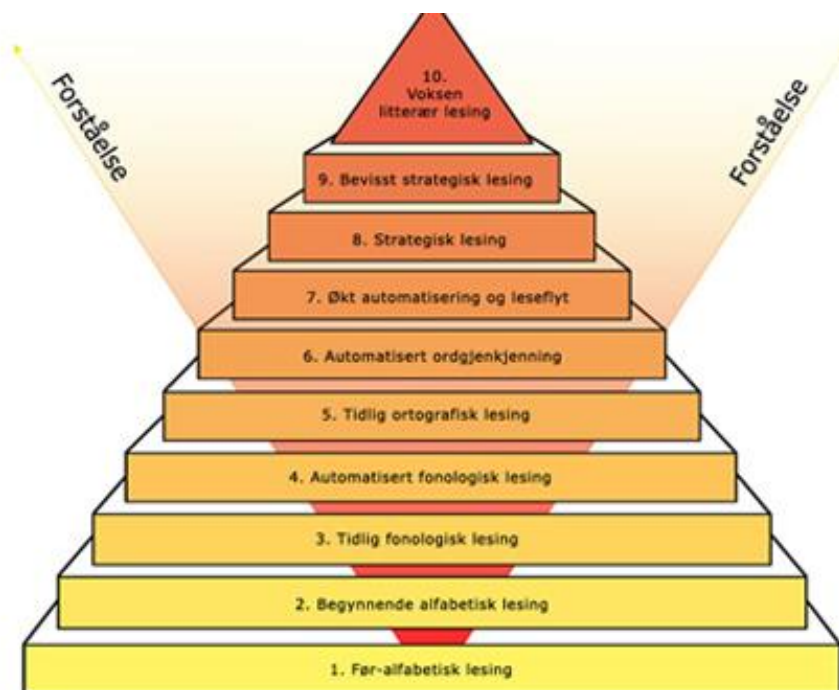 Forståelse
Forståelse
10.
Voksen
litterær lesing
9. Bevisst strategisk lesing
8. Strategisk lesing
7. Økt automatisering og leseflyt
6. Automatisert ordgjenkjenning
5. Tidlig ortografisk lesing
4. Automatisert fonologisk lesing
3. Tidlig fonologisk lesing
2. Begynnende alfabetisk lesing
1. Før-alfabetisk lesing